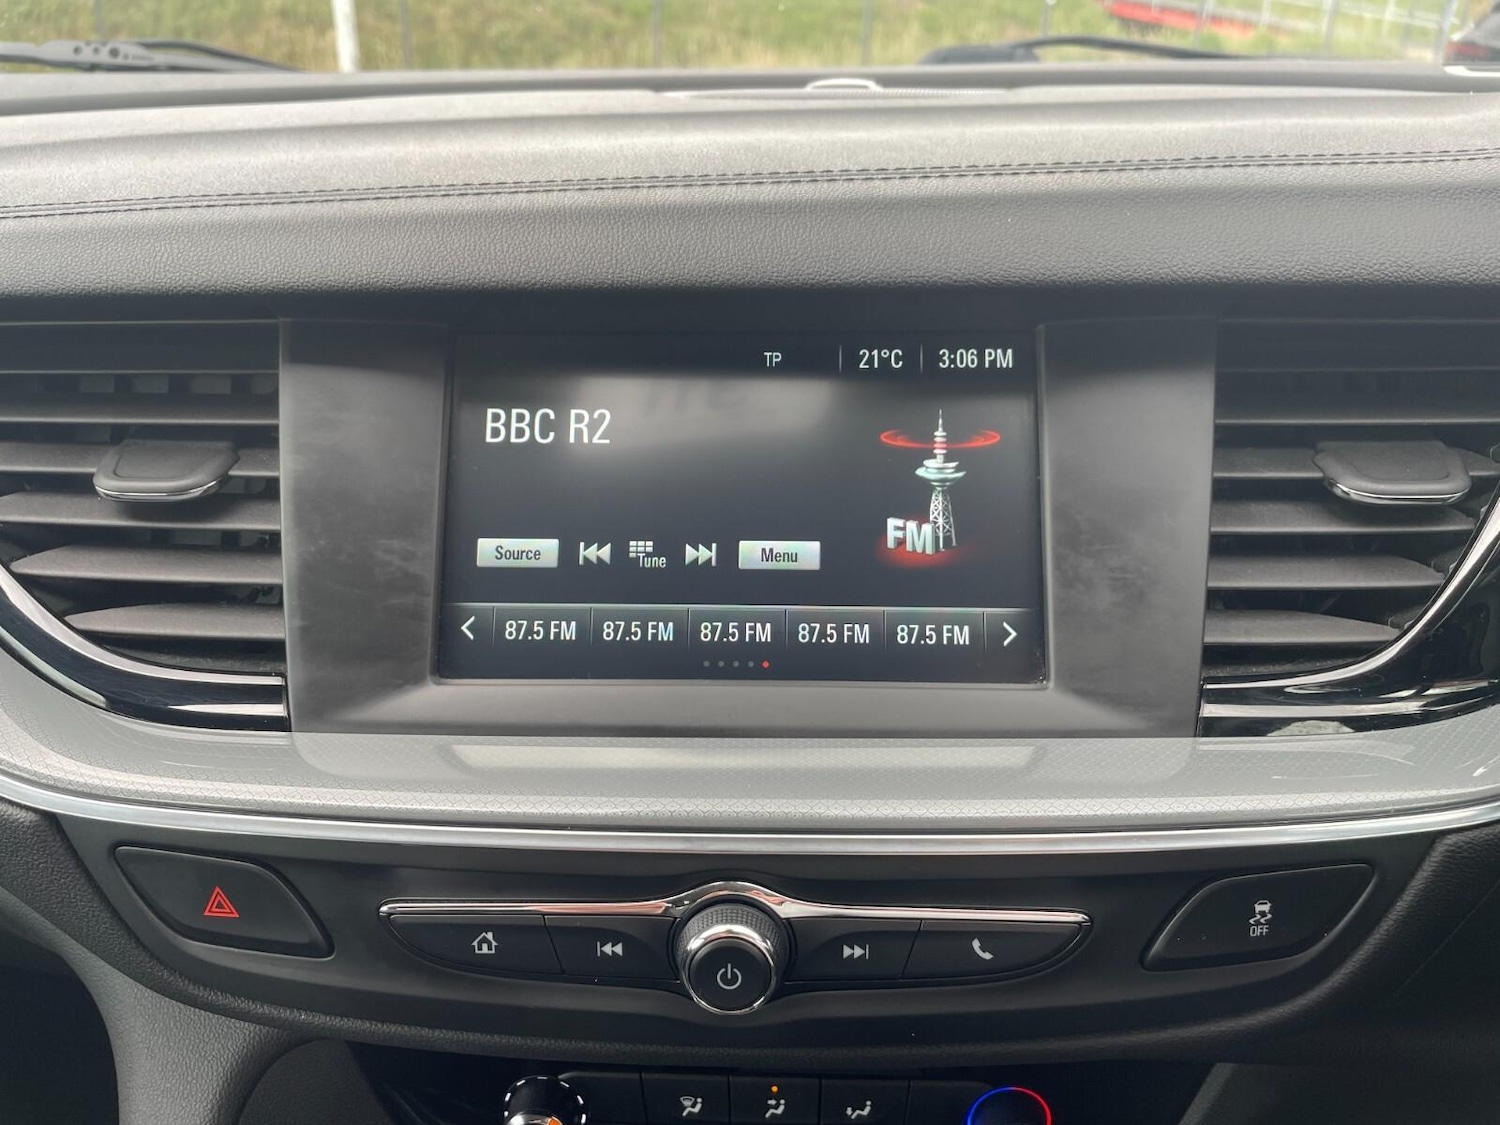 TP 21°C 3:06 PM
BBC R2
FM
Source Tune Menu
87.5 FM 87.5 FM 87.5 FM 87.5 FM 87.5 FM
OFF